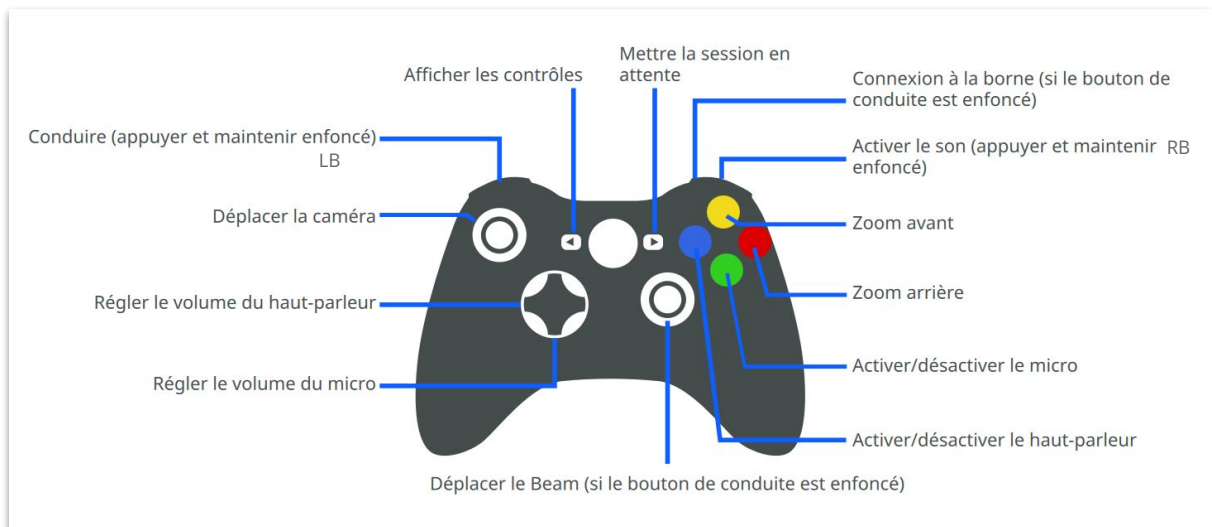 Mettre la session en
attente
Afficher les contrôles
Connexion à la borne (si le bouton de
conduite est enfoncé)
Conduire (appuyer et maintenir enfoncé)
LB
Activer le son (appuyer et maintenir RB
enfoncé)
Déplacer la caméra
Zoom avant
Régler le volume du haut-parleur
Zoom arrière
Régler le volume du micro
Activer/désactiver le micro
Activer/désactiver le haut-parleur
Déplacer le Beam (si le bouton de conduite est enfoncé)